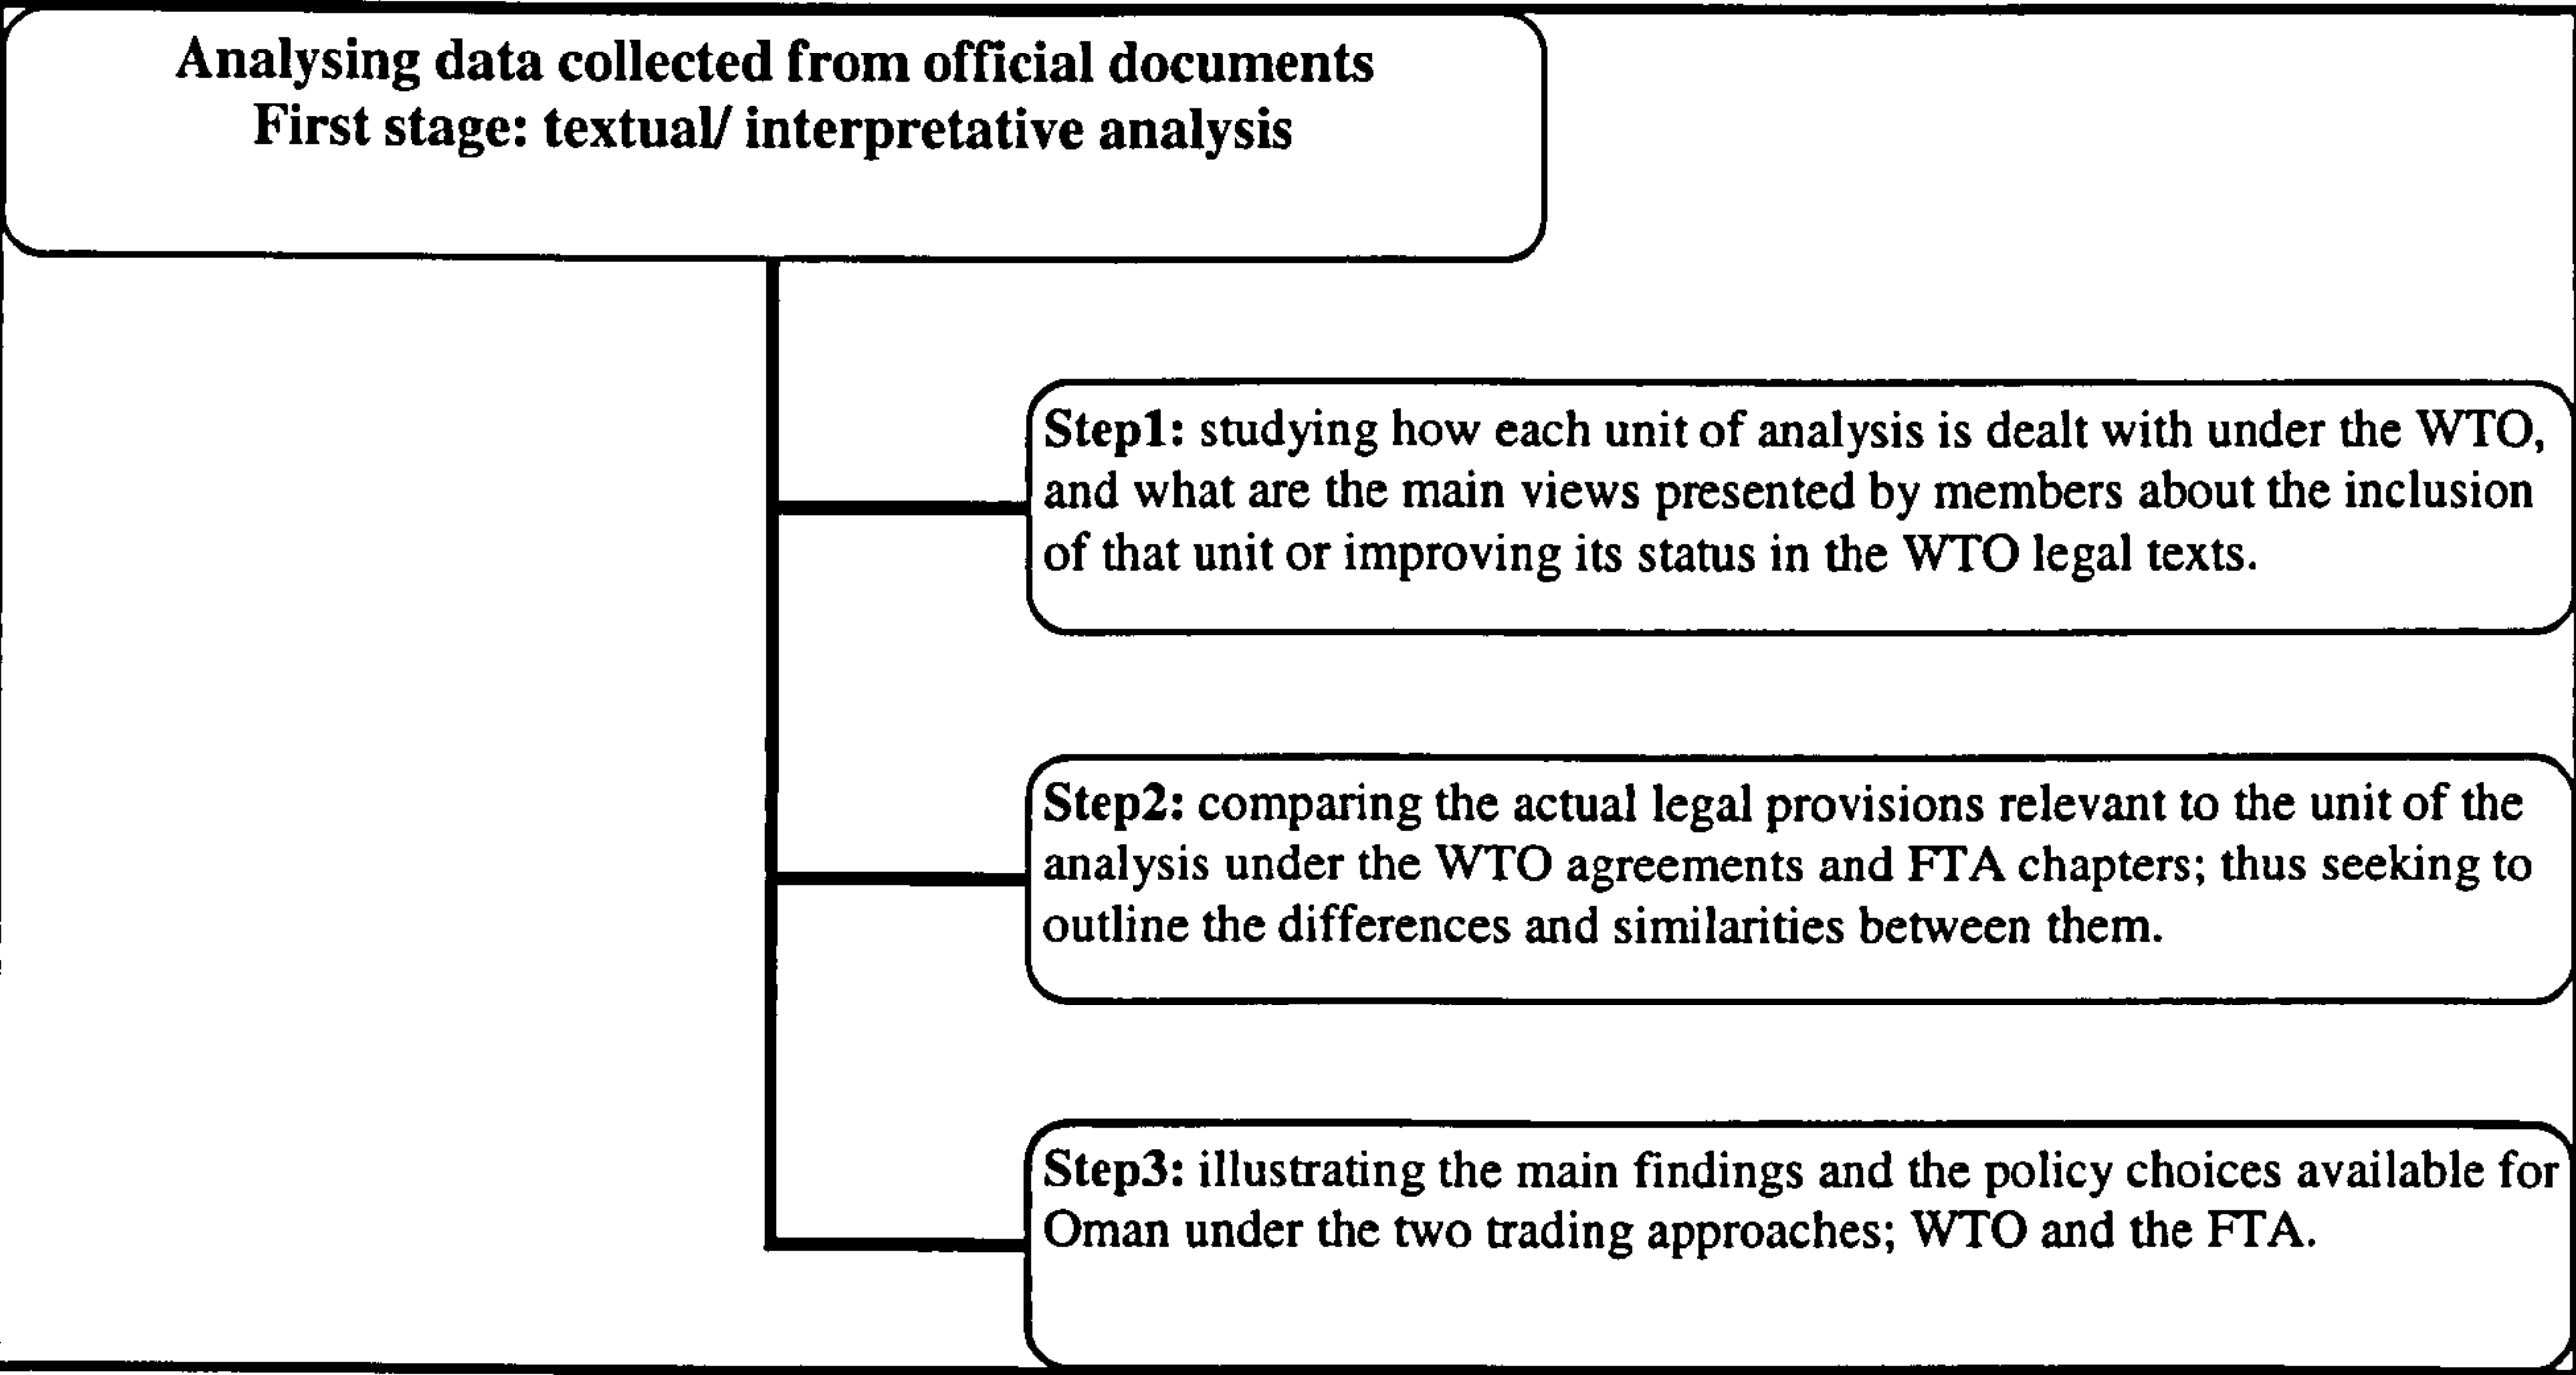 Analysing data collected from official documents
First stage: textual/ interpretative analysis
Step1: studying how each unit of analysis is dealt with under the WTO,
and what are the main views presented by members about the inclusion
of that unit or improving its status in the WTO legal texts.
Step2: comparing the actual legal provisions relevant to the unit of the
analysis under the WTO agreements and FTA chapters; thus seeking to
outline the differences and similarities between them.
Step3: illustrating the main findings and the policy choices available for
Oman under the two trading approaches; WTO and the FTA.